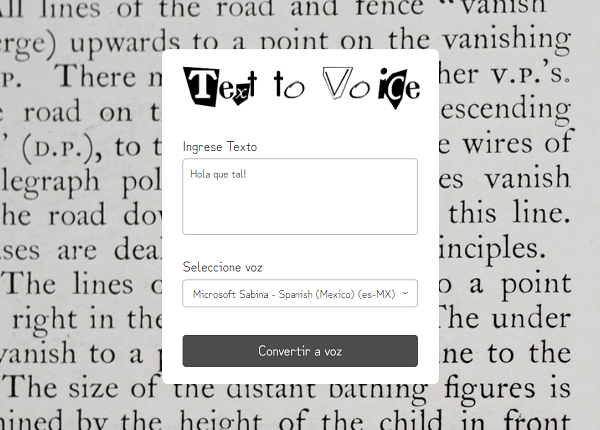 All lines of the road and fence “vanish
erge) upwards to a point on the vanishing
P. There her V.P.'s.
e road on t escending
’ (D.P.), to t e wires of
legraph pol es vanish
he road do this line.
ses are deal inciples.
The lines o a point
right in the The under
vanish to a ne to the
The size of the distant bathing figures is
ined by the height of the child in front
Text to Voice
Ingrese Texto
Hola que tal!
Seleccione voz
Microsoft Sabina - Spanish (Mexico) (es-MX)
Convertir a voz